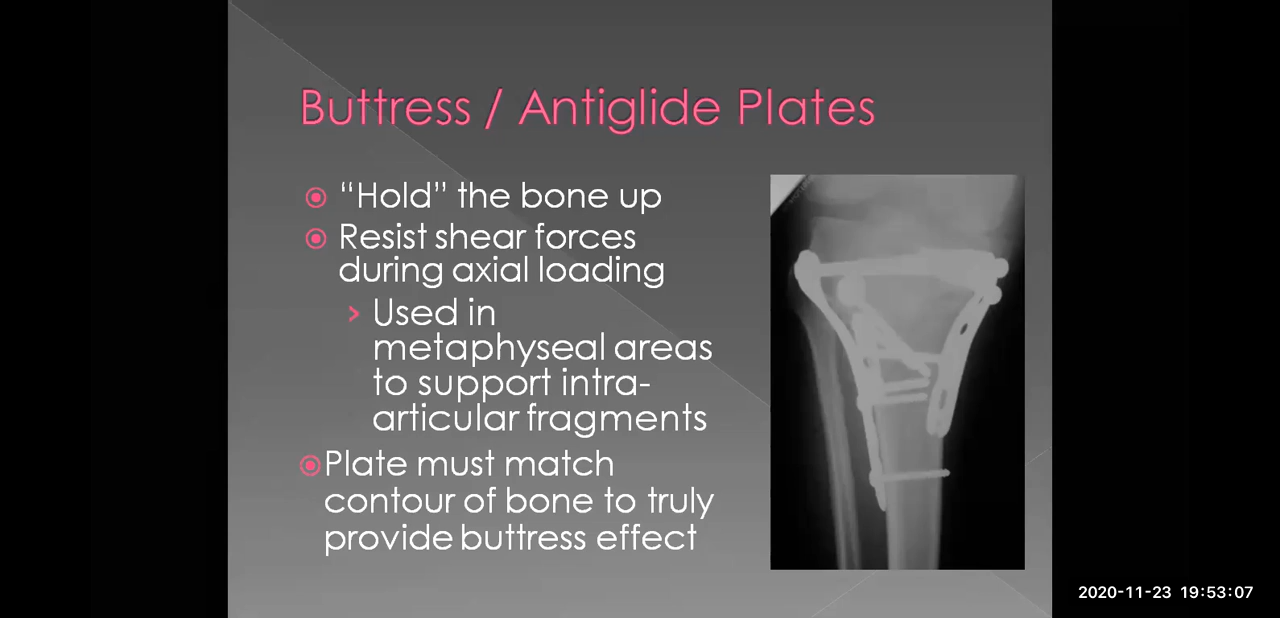 Buttress / Antiglide Plates
“Hold” the bone up
Resist shear forces
during axial loading
Used in
metaphyseal areas
to support intra-
articular fragments
Plate must match
contour of bone to truly
provide buttress effect
2020-11-23 19:53:07